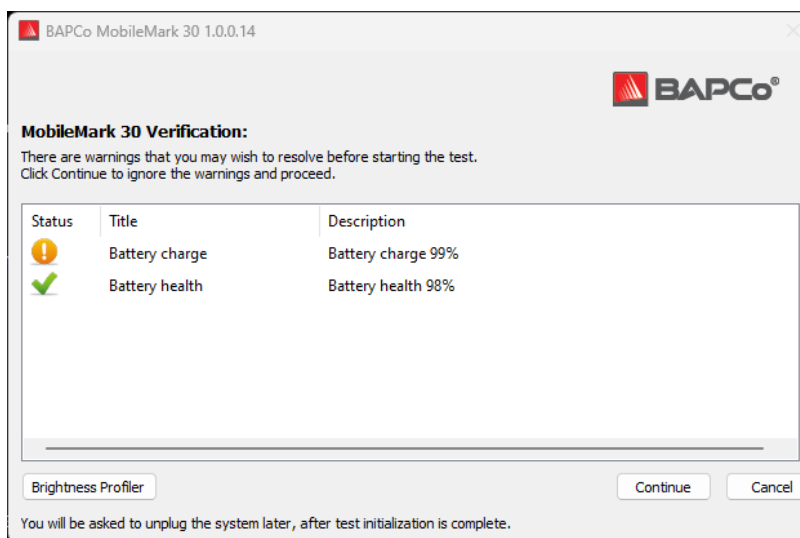 BAPCo MobileMark 30 1.0.0.14
BAPCo®
MobileMark 30 Verification:
There are warnings that you may wish to resolve before starting the test.
Click Continue to ignore the warnings and proceed.
Status Title Description
Battery charge Battery charge 99%
Battery health Battery health 98%
Brightness Profiler Continue Cancel
You will be asked to unplug the system later, after test initialization is complete.